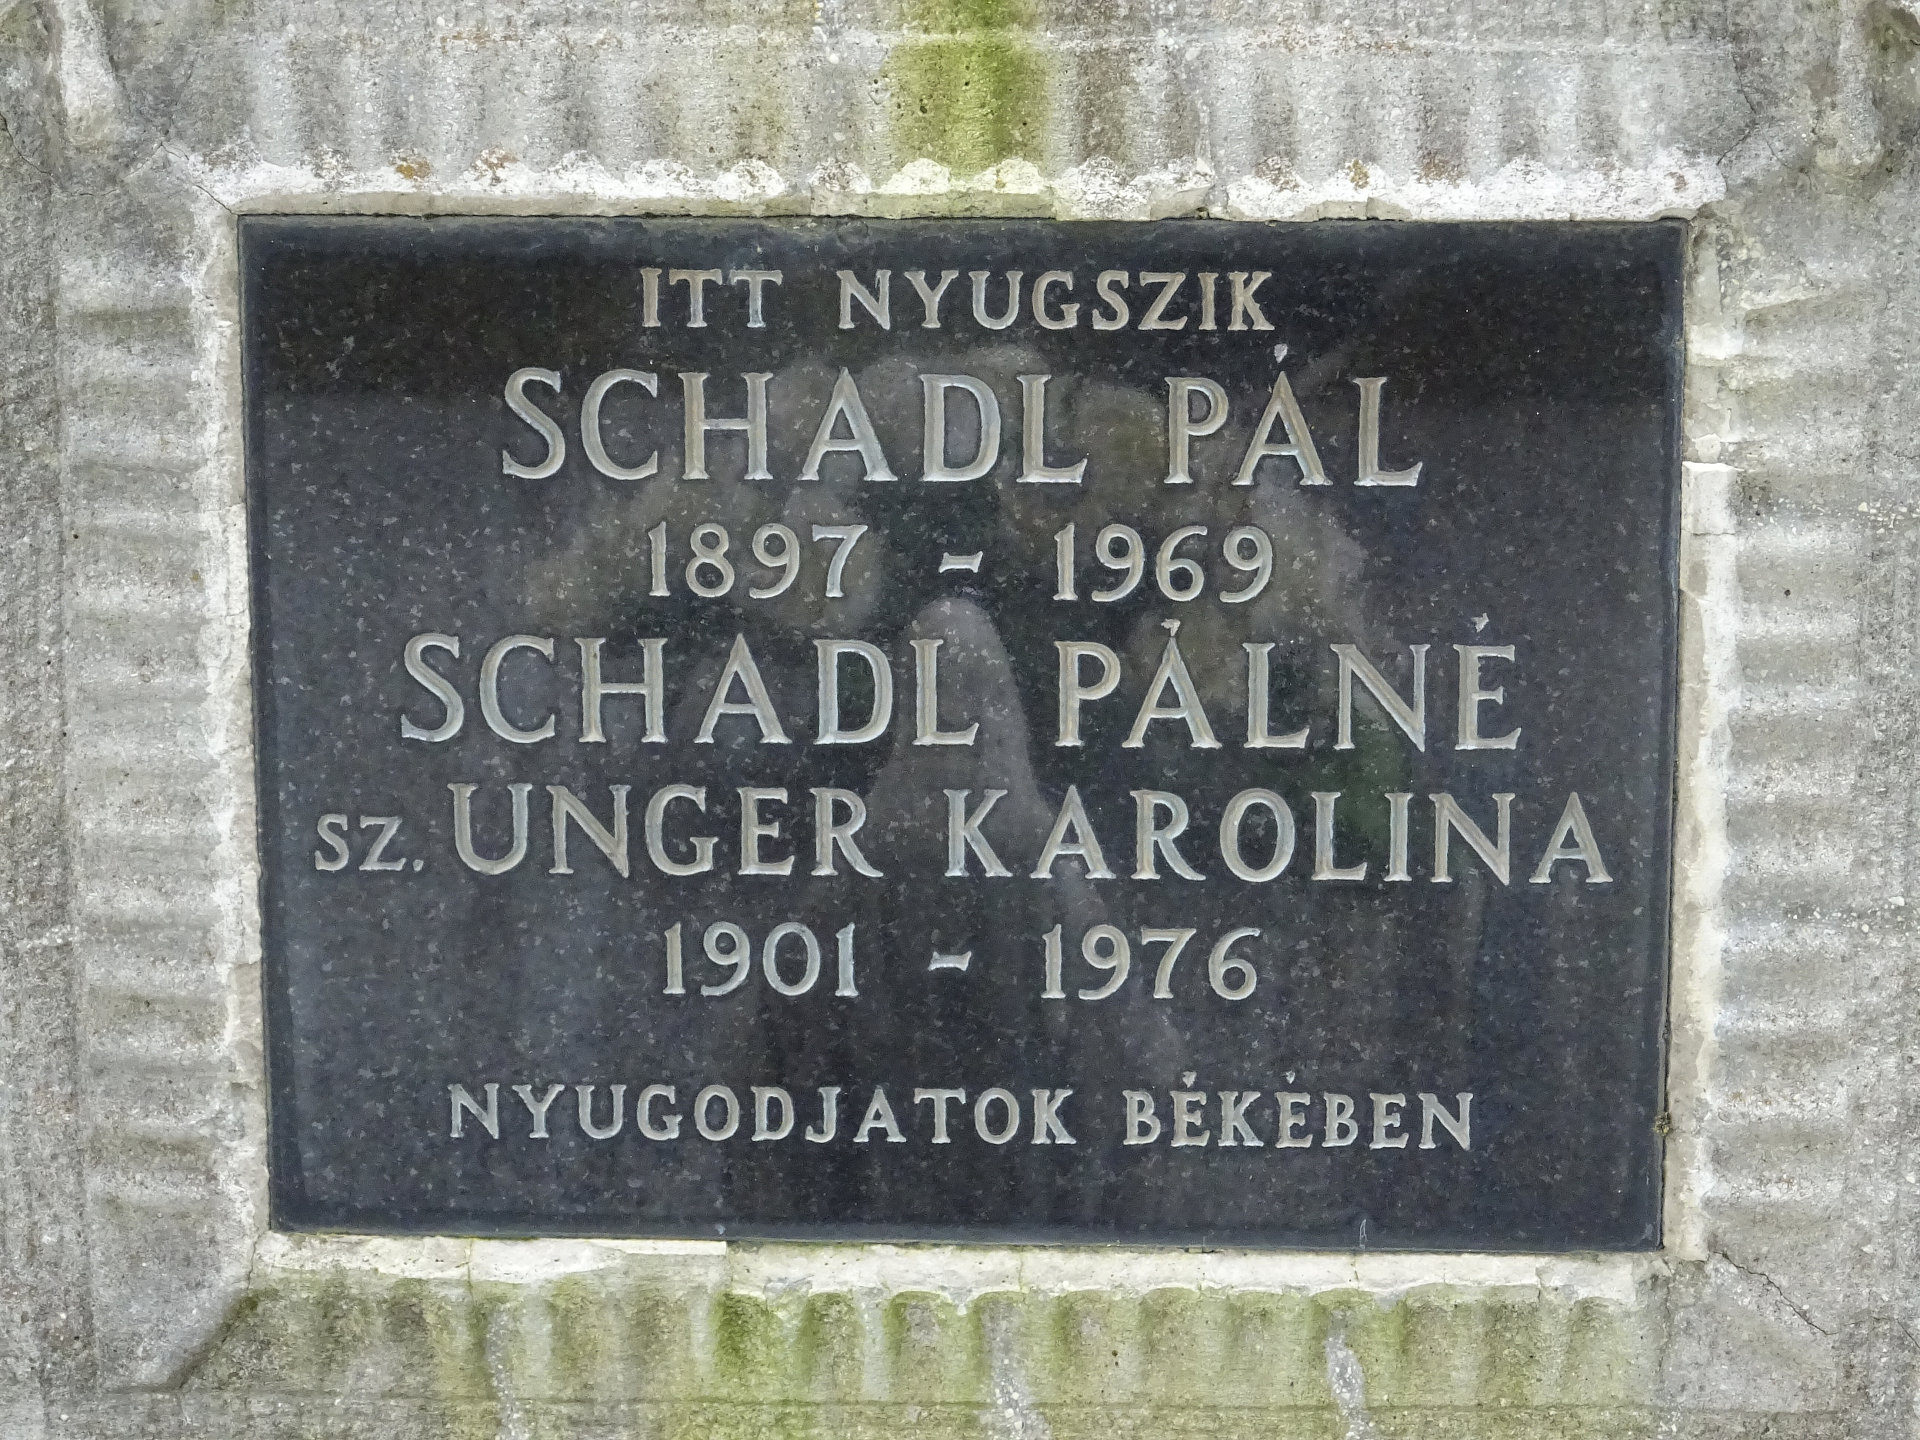 ITT NYUGSZIK
SCHADL PÁL
1897 - 1969
SCHADL PÁLNÉ
SZ. UNGER KAROLINA
1901 - 1976
NYUGODJATOK BÉKÉBEN